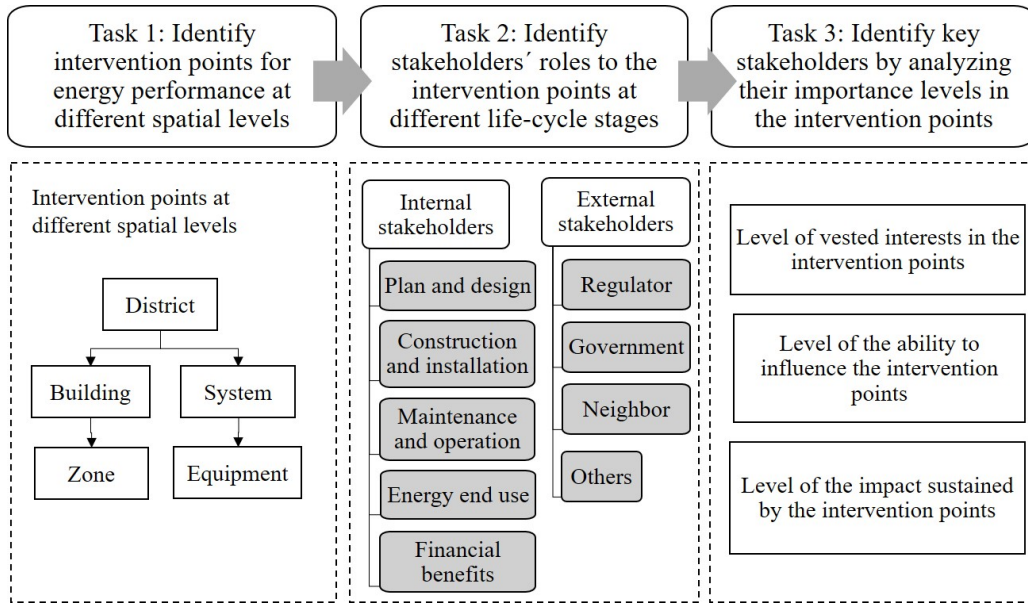 Task 1: Identify
intervention points for
energy performance at
different spatial levels
Task 2: Identify
stakeholders´ roles to the
intervention points at
different life-cycle stages
Task 3: Identify key
stakeholders by analyzing
their importance levels in
the intervention points
Intervention points at
different spatial levels
District
Building
System
Zone
Equipment
Internal
stakeholders
Plan and design
Construction
and installation
Maintenance
and operation
Energy end use
Financial
benefits
External
stakeholders
Regulator
Government
Neighbor
Others
Level of vested interests in the
intervention points
Level of the ability to
influence the intervention
points
Level of the impact sustained
by the intervention points